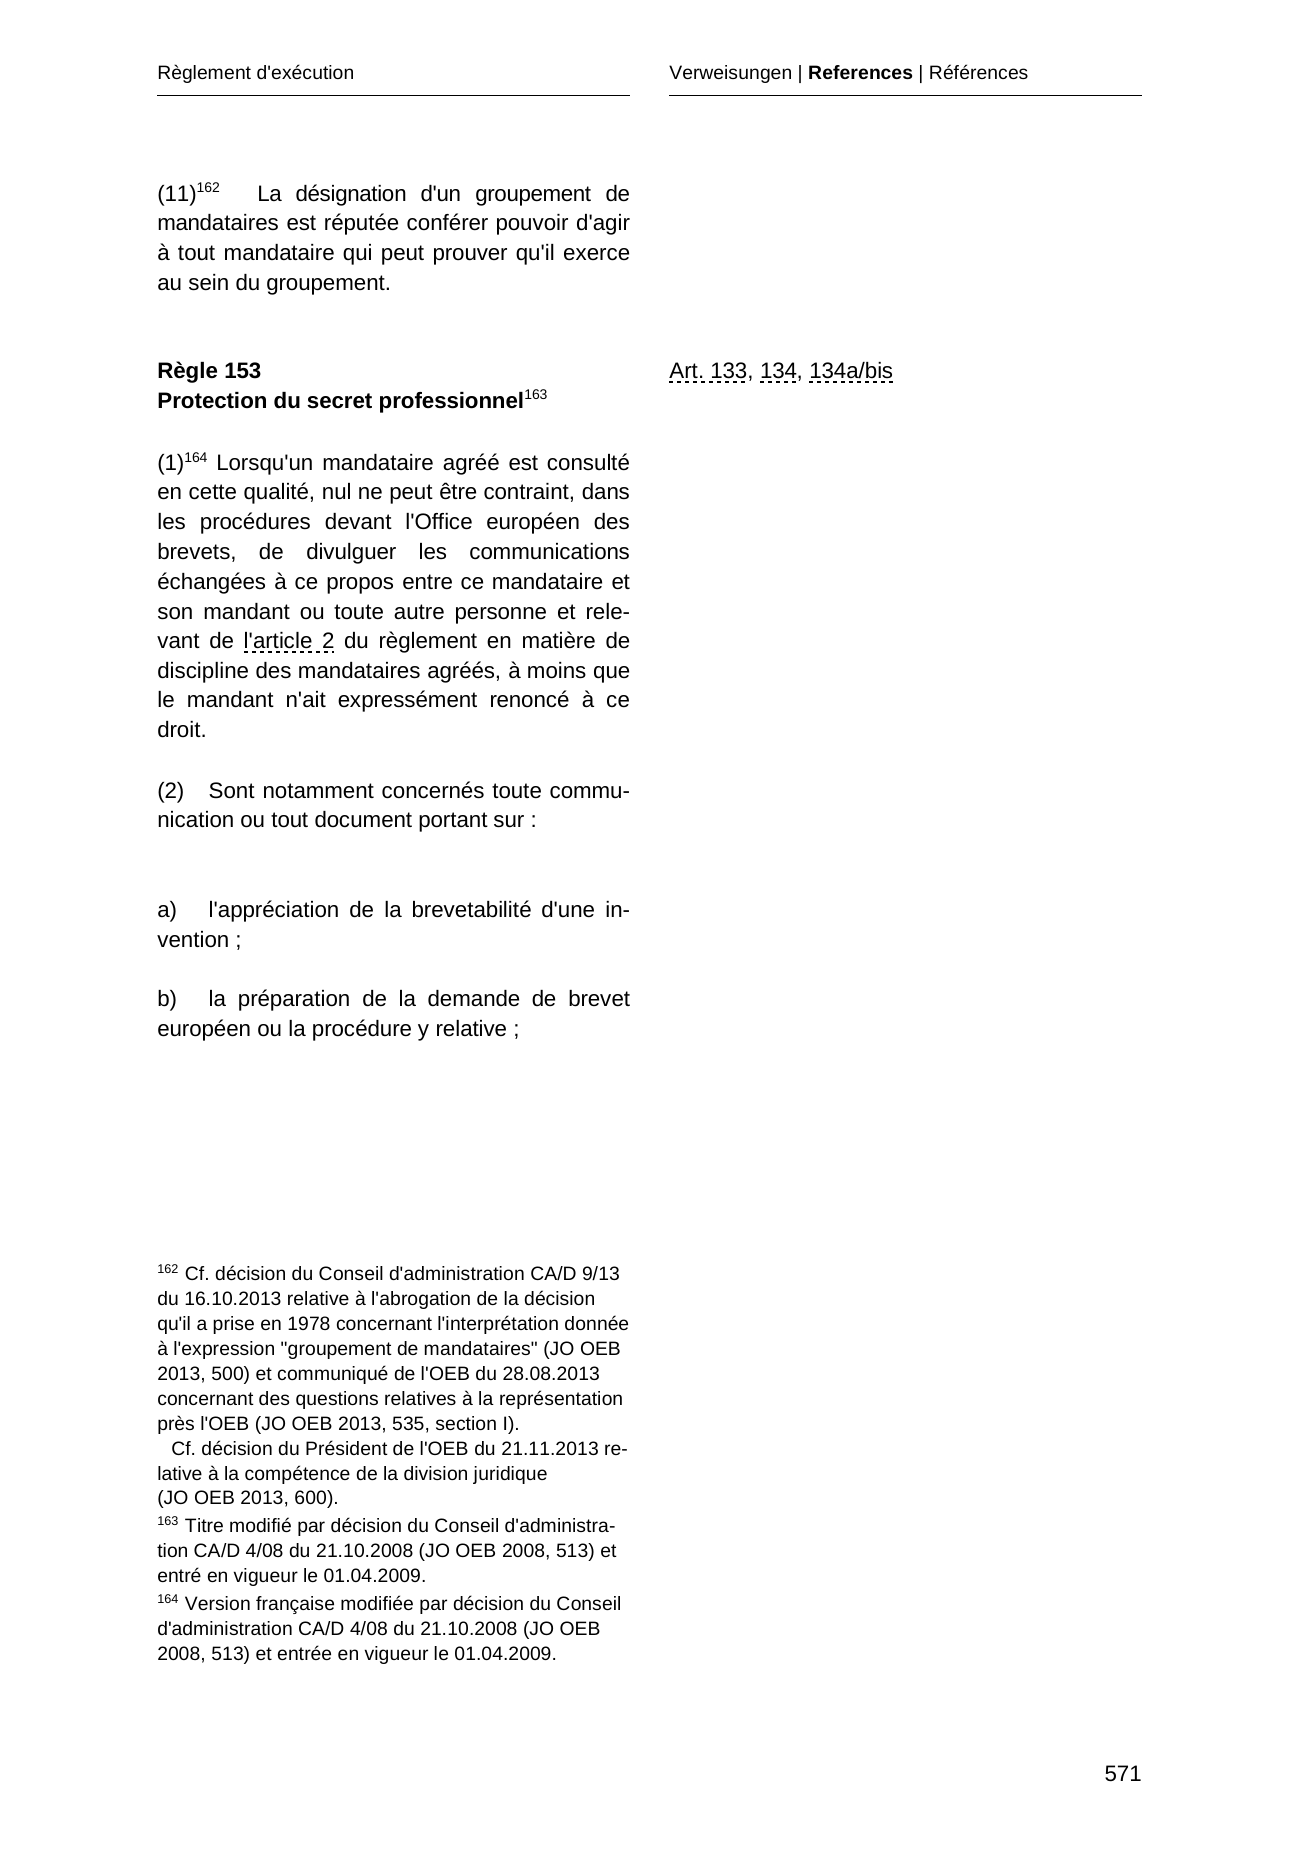 Règlement d'exécution
Verweisungen | References | Références
(11)162 La désignation d'un groupement de
mandataires est réputée conférer pouvoir d'agir
à tout mandataire qui peut prouver qu'il exerce
au sein du groupement.
Règle 153
Protection du secret professionnel163
Art. 133, 134, 134a/bis
(1)164 Lorsqu'un mandataire agréé est consulté
en cette qualité, nul ne peut être contraint, dans
les procédures devant l'Office européen des
brevets, de divulguer les communications
échangées à ce propos entre ce mandataire et
son mandant ou toute autre personne et rele-
vant de l'article 2 du règlement en matière de
discipline des mandataires agréés, à moins que
le mandant n'ait expressément renoncé à ce
droit.
(2) Sont notamment concernés toute commu-
nication ou tout document portant sur :
a) l'appréciation de la brevetabilité d'une in-
vention ;
b) la préparation de la demande de brevet
européen ou la procédure y relative ;
162 Cf. décision du Conseil d'administration CA/D 9/13
du 16.10.2013 relative à l'abrogation de la décision
qu'il a prise en 1978 concernant l'interprétation donnée
à l'expression "groupement de mandataires" (JO OEB
2013, 500) et communiqué de l'OEB du 28.08.2013
concernant des questions relatives à la représentation
près l'OEB (JO OEB 2013, 535, section I).
Cf. décision du Président de l'OEB du 21.11.2013 re-
lative à la compétence de la division juridique
(JO OEB 2013, 600).
163 Titre modifié par décision du Conseil d'administra-
tion CA/D 4/08 du 21.10.2008 (JO OEB 2008, 513) et
entré en vigueur le 01.04.2009.
164 Version française modifiée par décision du Conseil
d'administration CA/D 4/08 du 21.10.2008 (JO OEB
2008, 513) et entrée en vigueur le 01.04.2009.
571